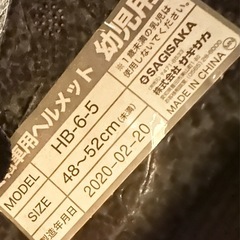 車用ヘルメット 幼児用
MODEL HB-6-5
SIZE 48～52cm(未満)
製造年月日 2020-02-20
※1歳未満の乳児は
使用しないでください。
SAGISAKA
株式会社 サギサカ
MADE IN CHINA